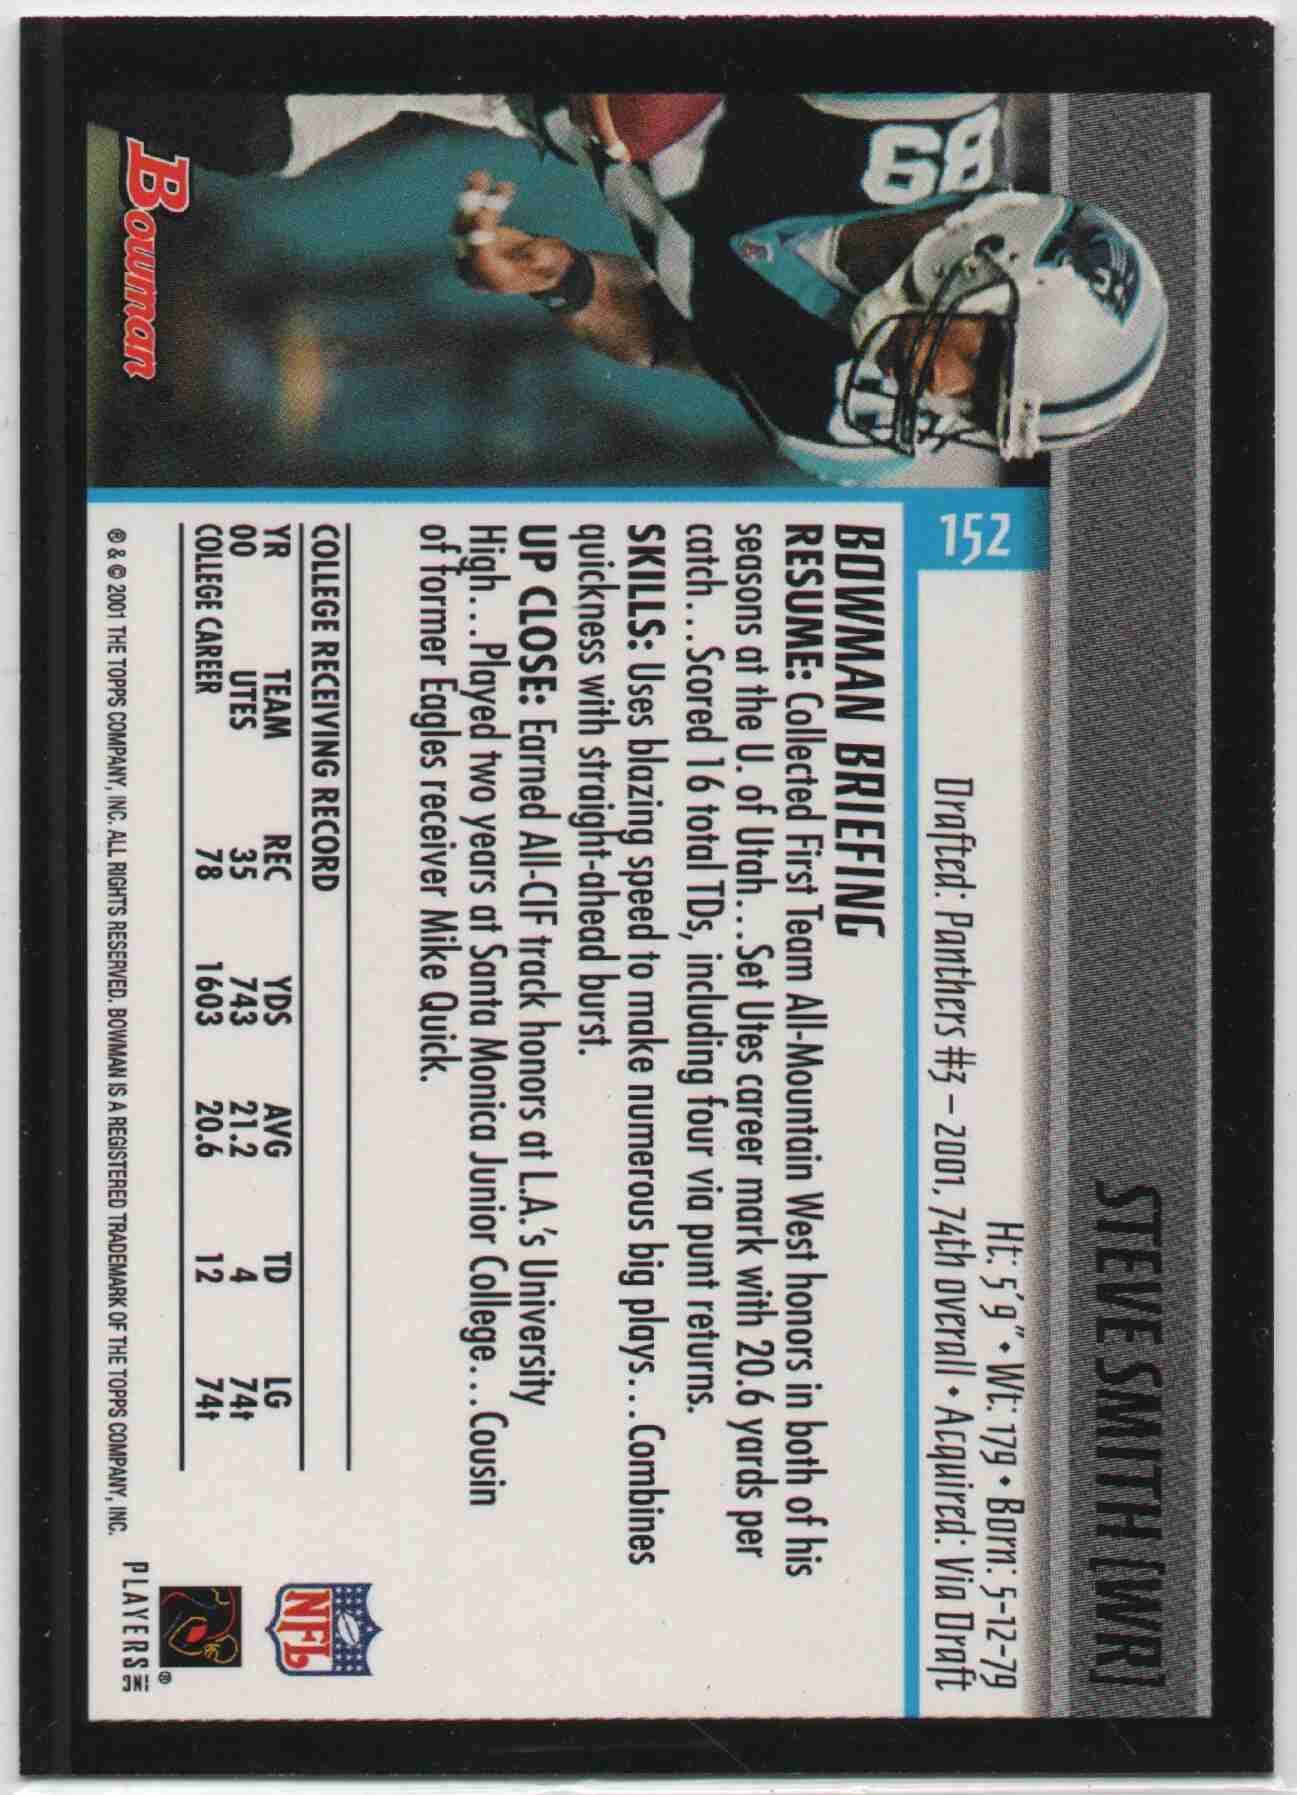 STEVE SMITH [WR]
152
Ht: 5'9" • Wt: 179 • Born: 5-12-79
Drafted: Panthers #3 – 2001, 74th overall • Acquired: Via Draft
BOWMAN BRIEFING
RESUME: Collected First Team All-Mountain West honors in both of his
seasons at the U. of Utah...Set Utes career mark with 20.6 yards per
catch...Scored 16 total TDs, including four via punt returns.
SKILLS: Uses blazing speed to make numerous big plays...Combines
quickness with straight-ahead burst.
UP CLOSE: Earned All-CIF track honors at L.A.'s University
High...Played two years at Santa Monica Junior College...Cousin
of former Eagles receiver Mike Quick.
COLLEGE RECEIVING RECORD
YR TEAM REC YDS AVG TD LG
00 UTES 35 743 21.2 4 74t
COLLEGE CAREER 78 1603 20.6 12 74t
® & © 2001 THE TOPPS COMPANY, INC. ALL RIGHTS RESERVED. BOWMAN IS A REGISTERED TRADEMARK OF THE TOPPS COMPANY, INC.
89
Bowman
NFL
®
PLAYERS INC